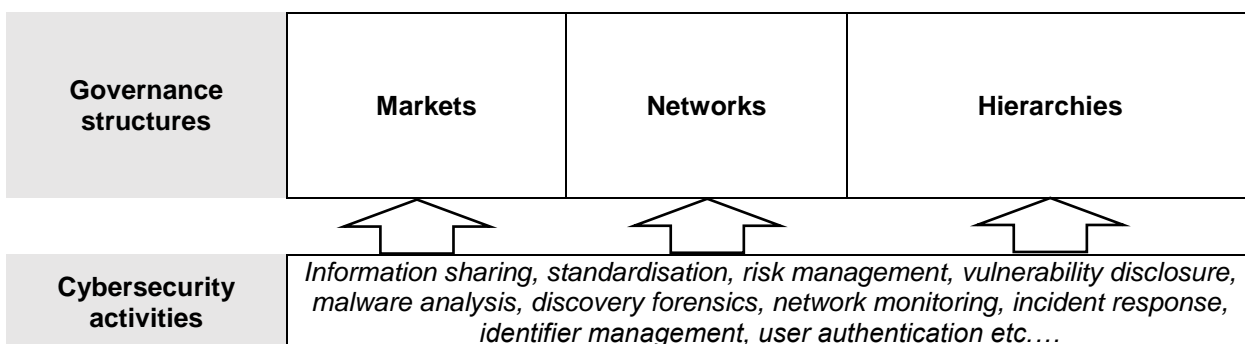 Governance
structures
Markets
Networks
Hierarchies
Cybersecurity
activities
Information sharing, standardisation, risk management, vulnerability disclosure,
malware analysis, discovery forensics, network monitoring, incident response,
identifier management, user authentication etc.…